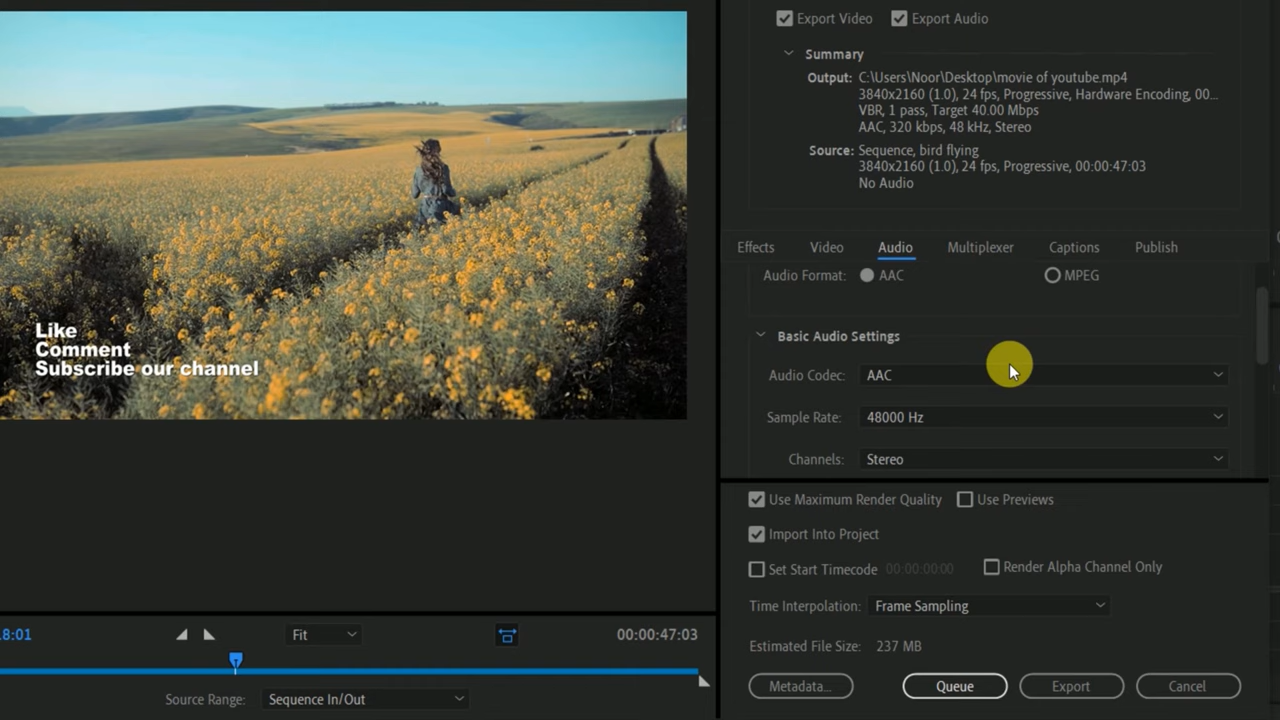 Export Video Export Audio
Summary
Output: C:\Users\Noor\Desktop\movie of youtube.mp4
3840x2160 (1.0), 24 fps, Progressive, Hardware Encoding, 00...
VBR, 1 pass, Target 40.00 Mbps
AAC, 320 kbps, 48 kHz, Stereo
Source: Sequence, bird flying
3840x2160 (1.0), 24 fps, Progressive, 00:00:47:03
No Audio
Effects Video Audio Multiplexer Captions Publish
Audio Format: AAC MPEG
Basic Audio Settings
Audio Codec: AAC
Sample Rate: 48000 Hz
Channels: Stereo
Like
Comment
Subscribe our channel
Use Maximum Render Quality Use Previews
Import Into Project
Set Start Timecode 00:00:00:00 Render Alpha Channel Only
Time Interpolation: Frame Sampling
Estimated File Size: 237 MB
Metadata... Queue Export Cancel
8:01 Fit 00:00:47:03
Source Range: Sequence In/Out